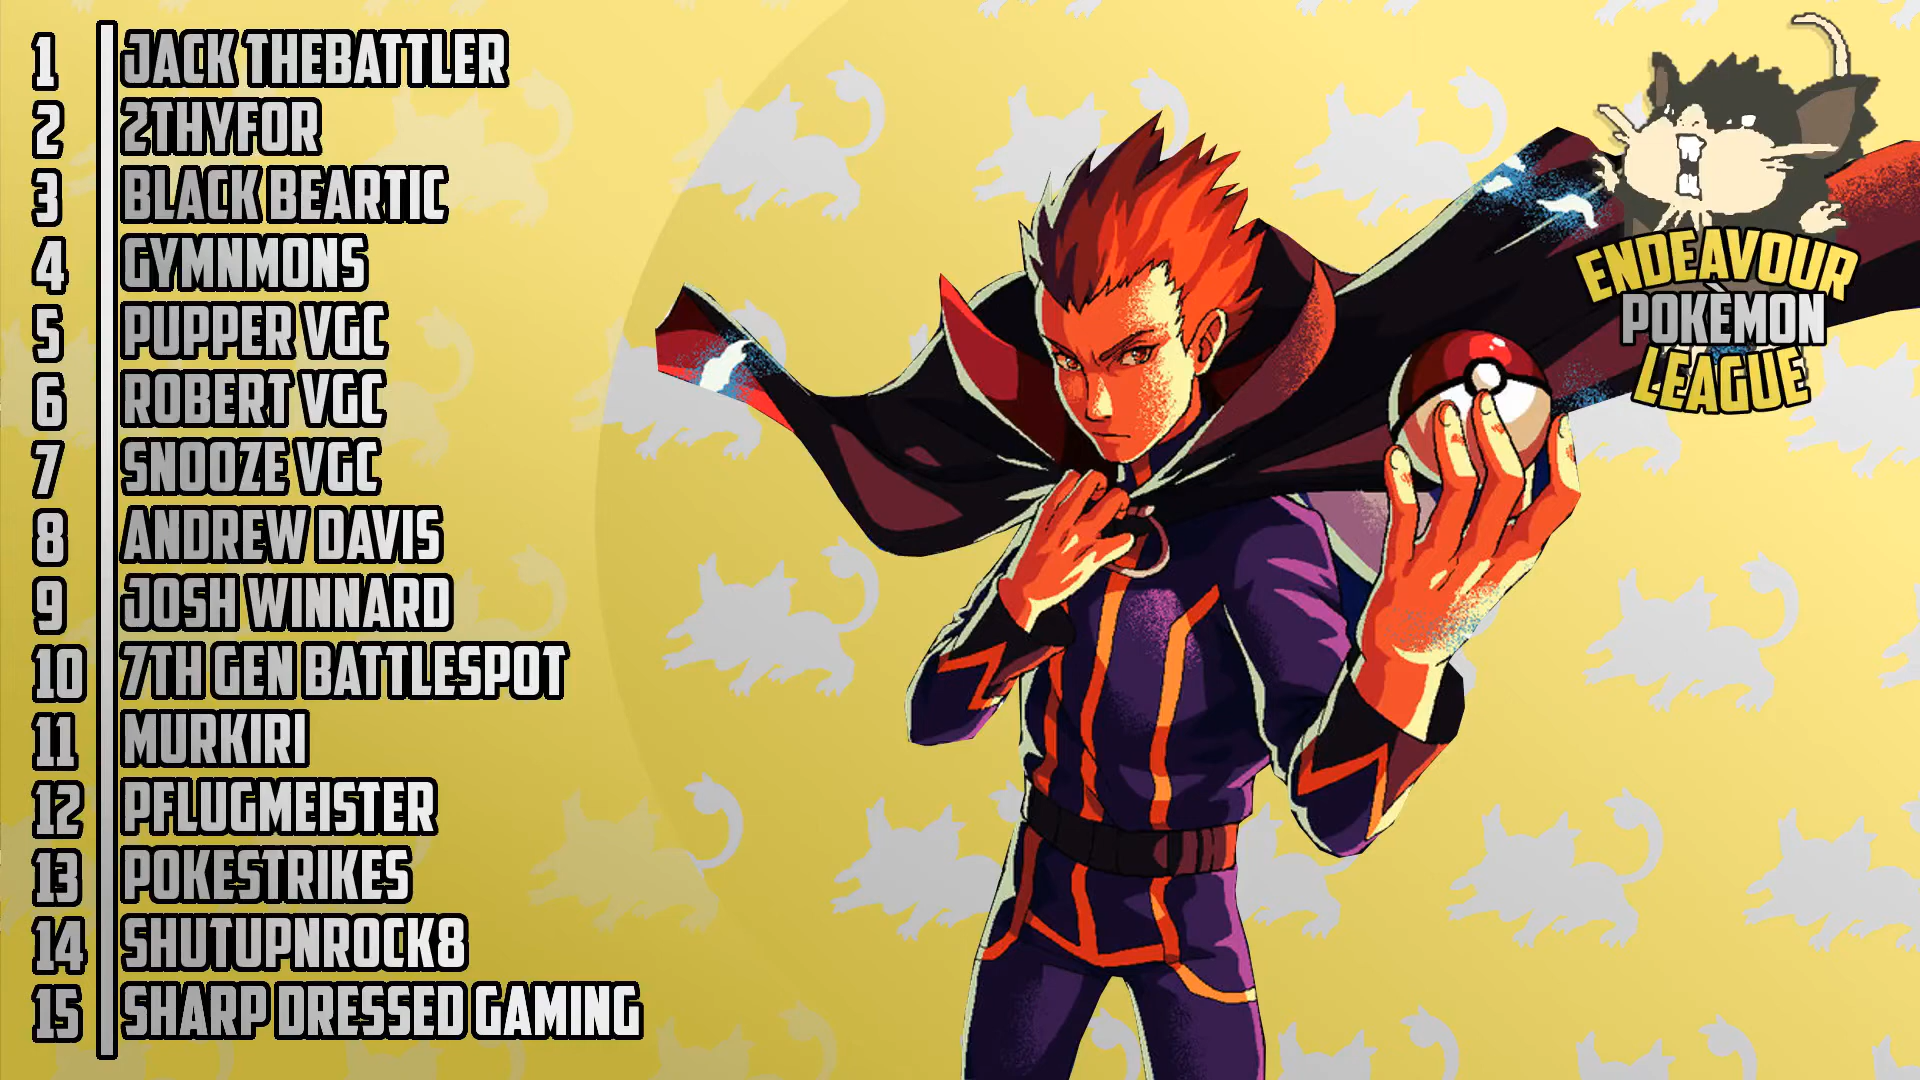 1 JACK THEBATTLER
2 2THYFOR
3 BLACK BEARTIC
4 GYMNMONS
5 PUPPER VGC
6 ROBERT VGC
7 SNOOZE VGC
8 ANDREW DAVIS
9 JOSH WINNARD
10 7TH GEN BATTLESPOT
11 MURKIRI
12 PFLUGMEISTER
13 POKESTRIKES
14 SHUTUPNROCK8
15 SHARP DRESSED GAMING
ENDEAVOUR
POKÈMON
LEAGUE